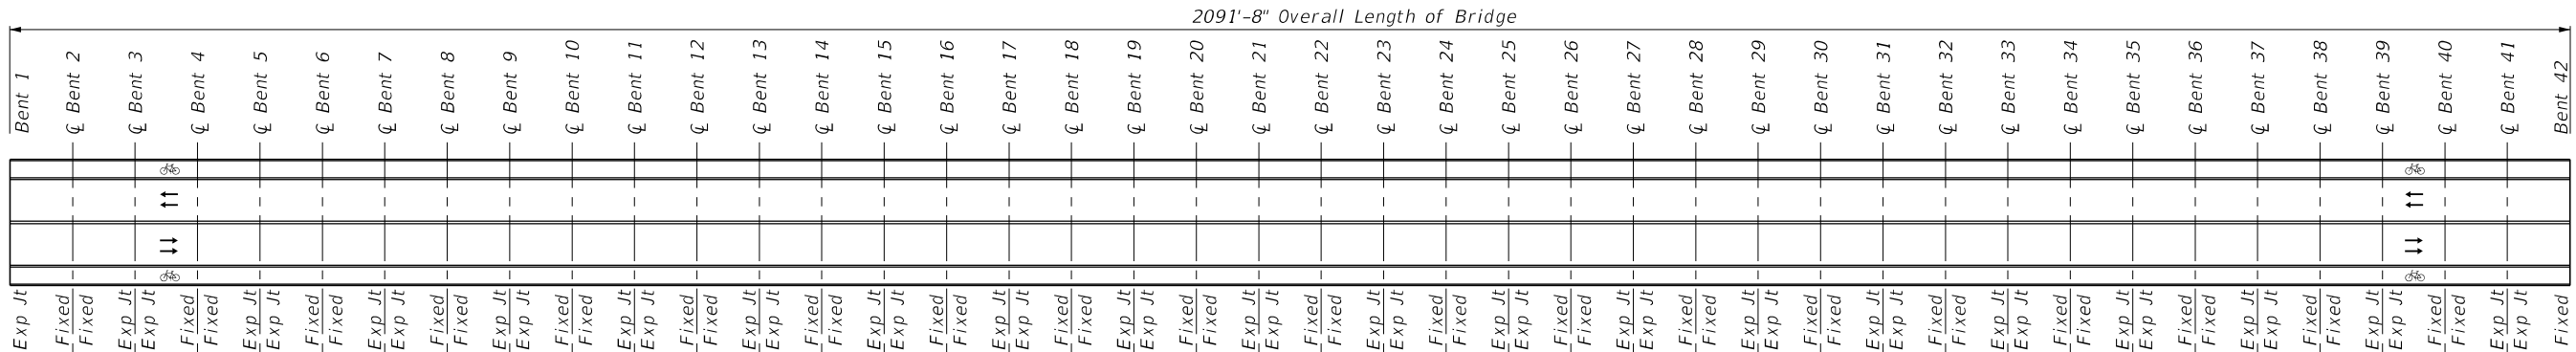 2091'-8" Overall Length of Bridge
Bent 1
℄ Bent 2
℄ Bent 3
℄ Bent 4
℄ Bent 5
℄ Bent 6
℄ Bent 7
℄ Bent 8
℄ Bent 9
℄ Bent 10
℄ Bent 11
℄ Bent 12
℄ Bent 13
℄ Bent 14
℄ Bent 15
℄ Bent 16
℄ Bent 17
℄ Bent 18
℄ Bent 19
℄ Bent 20
℄ Bent 21
℄ Bent 22
℄ Bent 23
℄ Bent 24
℄ Bent 25
℄ Bent 26
℄ Bent 27
℄ Bent 28
℄ Bent 29
℄ Bent 30
℄ Bent 31
℄ Bent 32
℄ Bent 33
℄ Bent 34
℄ Bent 35
℄ Bent 36
℄ Bent 37
℄ Bent 38
℄ Bent 39
℄ Bent 40
℄ Bent 41
Bent 42
Exp Jt
Fixed
Fixed
Exp Jt
Exp Jt
Fixed
Fixed
Exp Jt
Exp Jt
Fixed
Fixed
Exp Jt
Exp Jt
Fixed
Fixed
Exp Jt
Exp Jt
Fixed
Fixed
Exp Jt
Exp Jt
Fixed
Fixed
Exp Jt
Exp Jt
Fixed
Fixed
Exp Jt
Exp Jt
Fixed
Fixed
Exp Jt
Exp Jt
Fixed
Fixed
Exp Jt
Exp Jt
Fixed
Fixed
Exp Jt
Exp Jt
Fixed
Fixed
Exp Jt
Exp Jt
Fixed
Fixed
Exp Jt
Exp Jt
Fixed
Fixed
Exp Jt
Exp Jt
Fixed
Fixed
Exp Jt
Exp Jt
Fixed
Fixed
Exp Jt
Exp Jt
Fixed
Fixed
Exp Jt
Exp Jt
Fixed
Fixed
Exp Jt
Exp Jt
Fixed
Fixed
Exp Jt
Exp Jt
Fixed
Fixed
Exp Jt
Exp Jt
Fixed
Fixed
Exp Jt
Exp Jt
Fixed